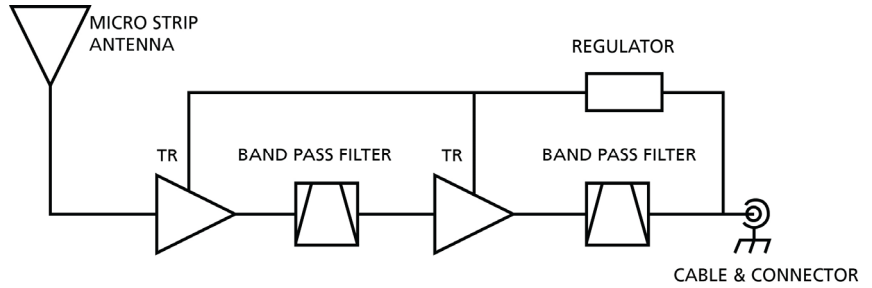 MICRO STRIP
ANTENNA
REGULATOR
TR
BAND PASS FILTER
TR
BAND PASS FILTER
CABLE & CONNECTOR